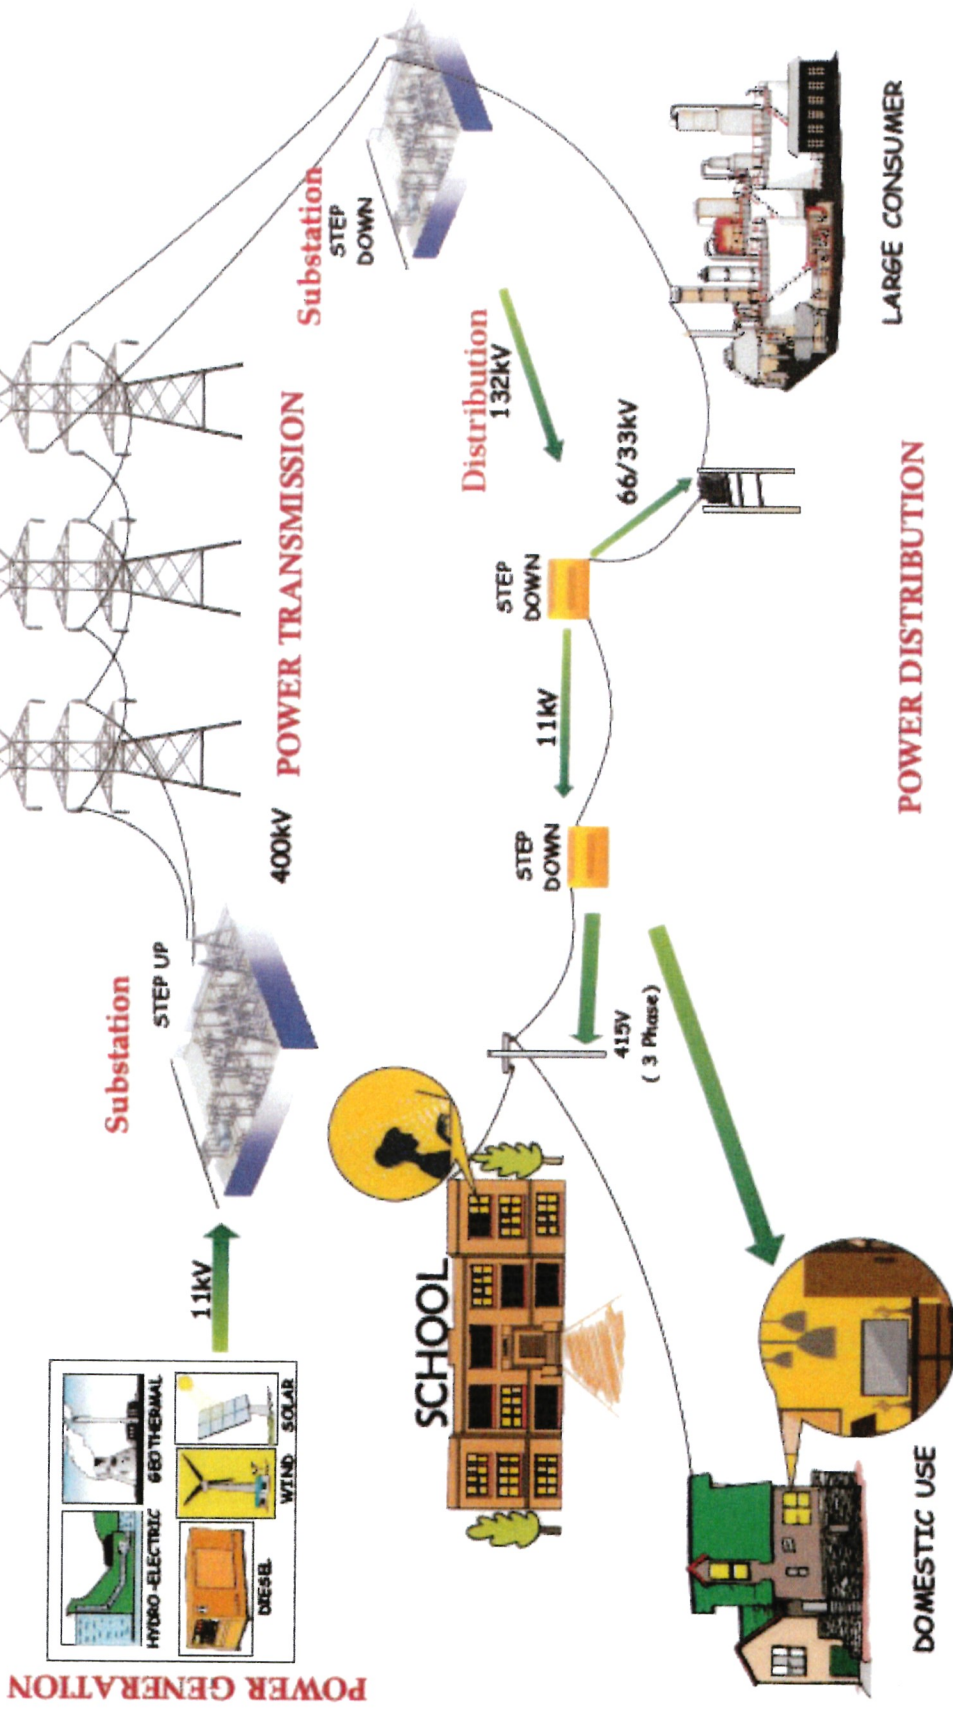 POWER GENERATION
HYDRO-ELECTRIC
GEOTHERMAL
DIESEL
WIND
SOLAR
11kV
Substation
STEP UP
400kV
POWER TRANSMISSION
Substation
STEP
DOWN
Distribution
132kV
66/33kV
STEP
DOWN
11kV
STEP
DOWN
415V
( 3 Phase)
SCHOOL
DOMESTIC USE
POWER DISTRIBUTION
LARGE CONSUMER